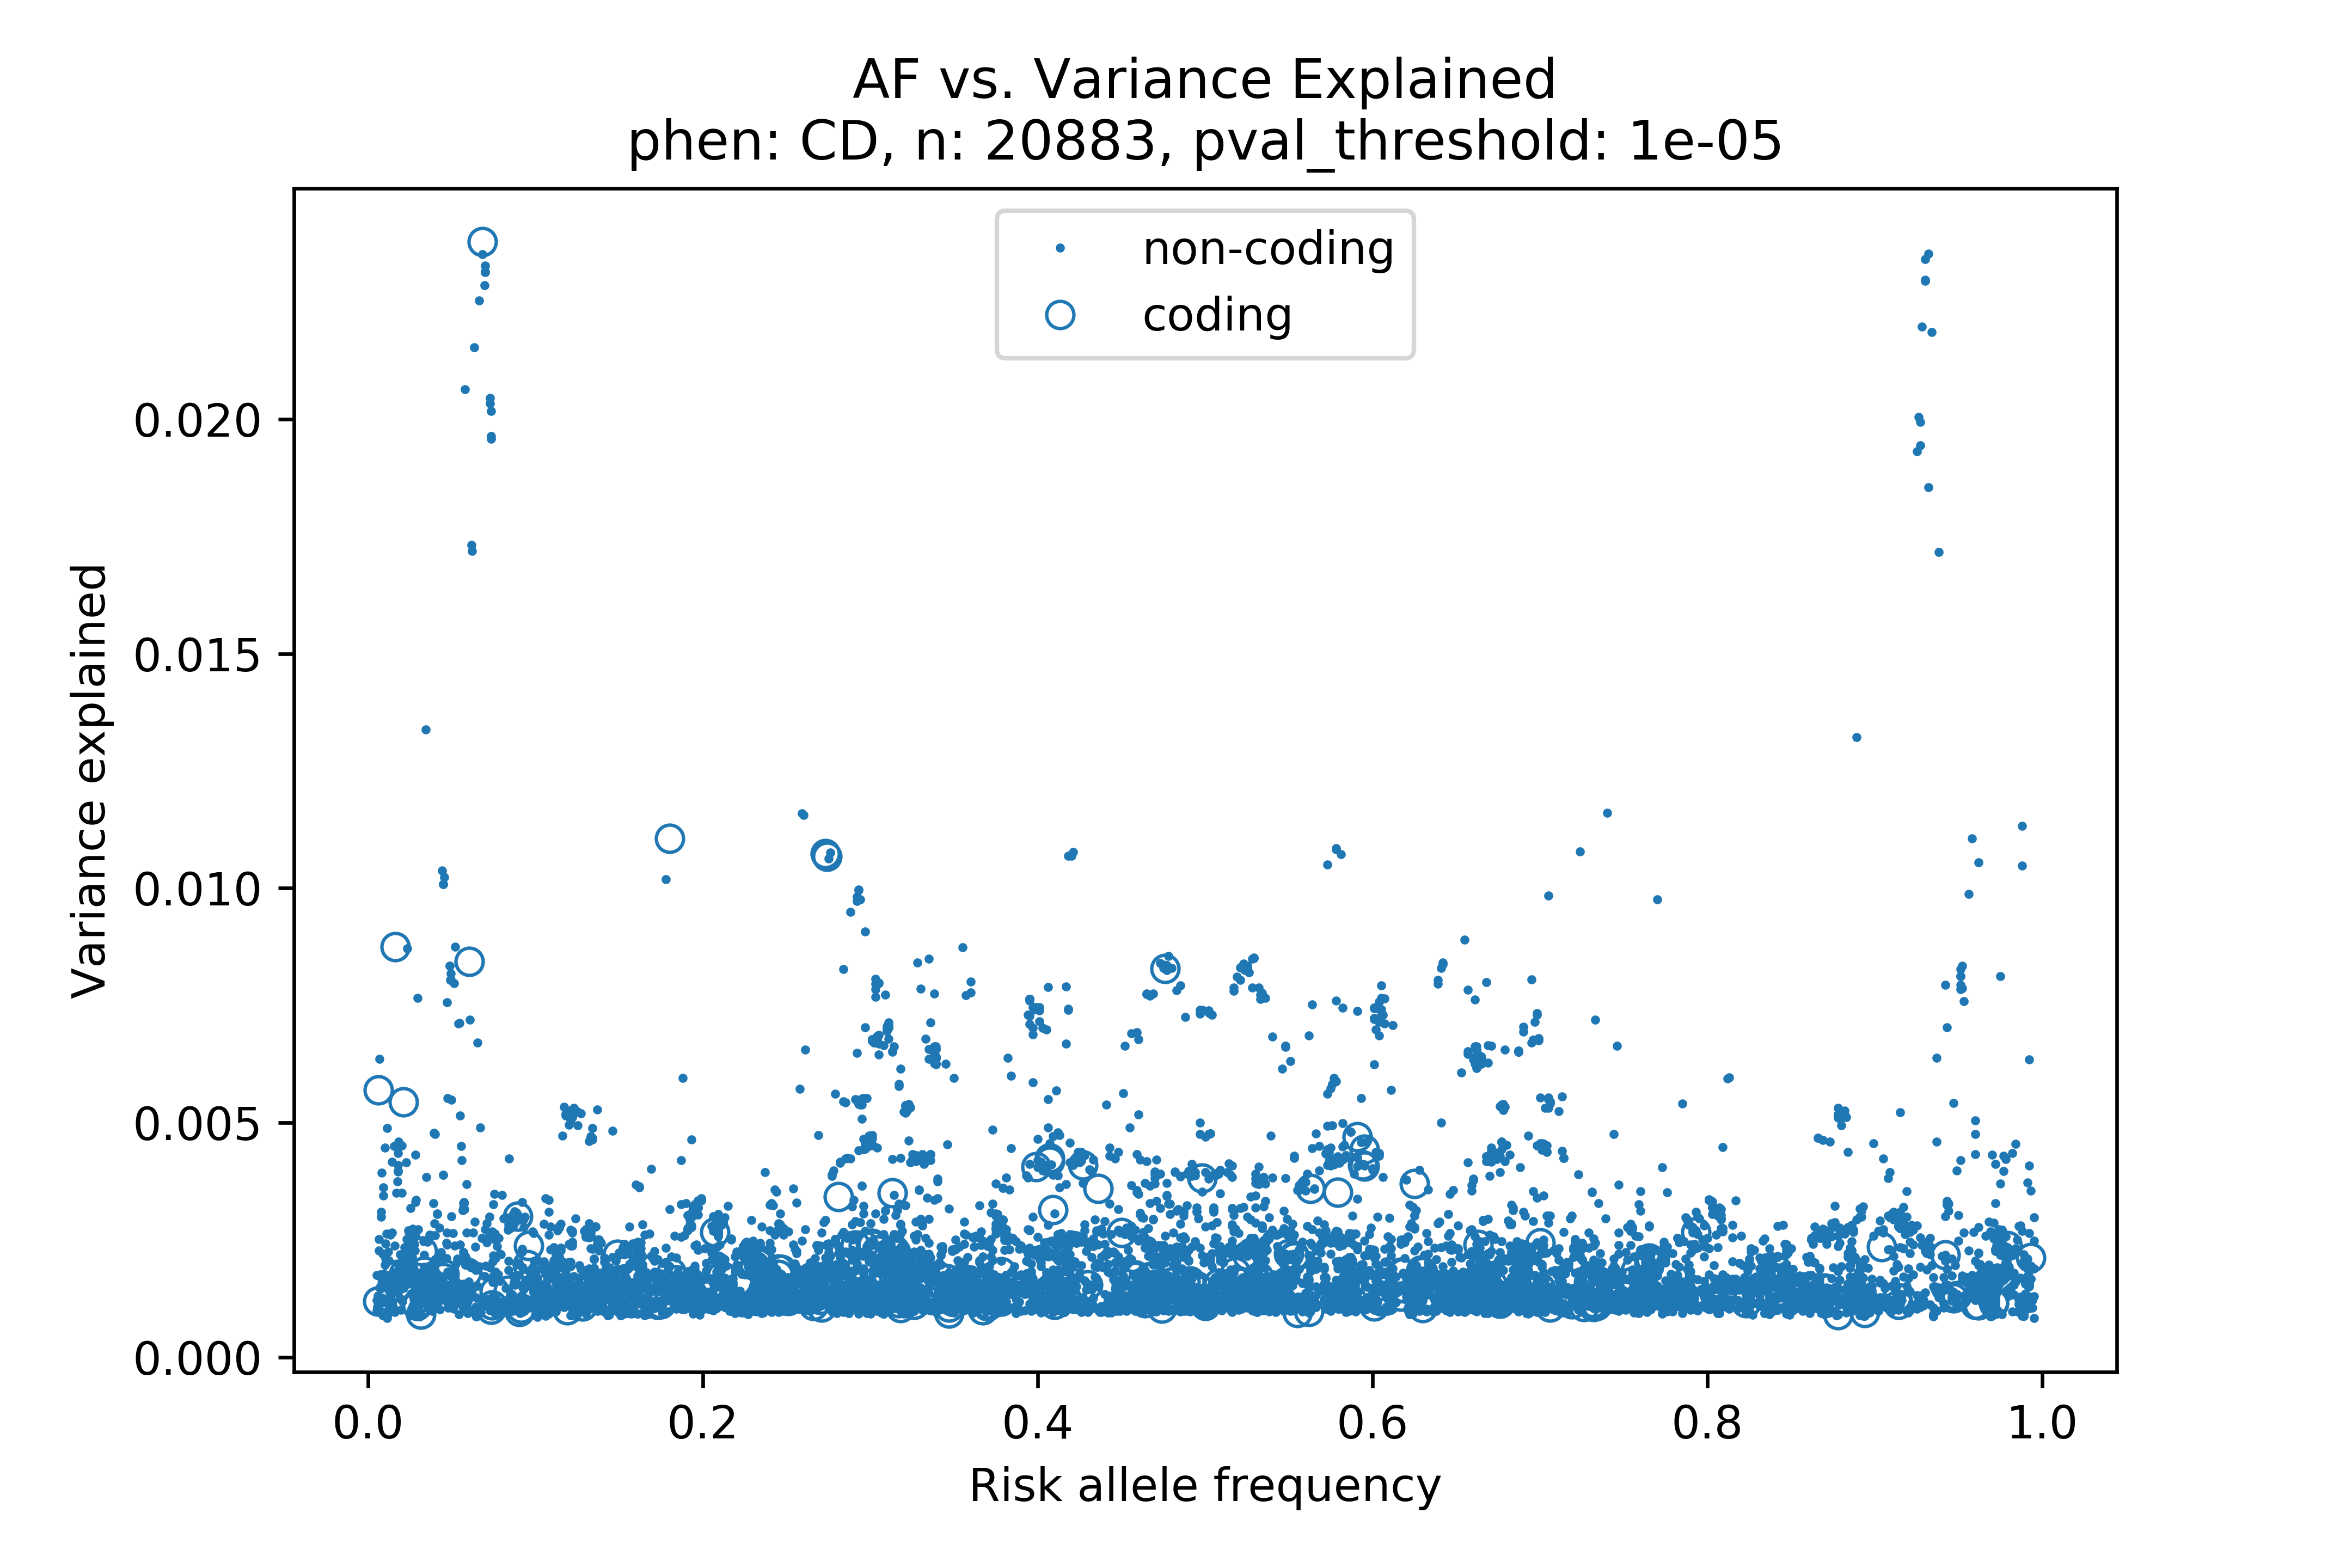 AF vs. Variance Explained
phen: CD, n: 20883, pval_threshold: 1e-05
non-coding
coding
Variance explained
0.020
0.015
0.010
0.005
0.000
0.0 0.2 0.4 0.6 0.8 1.0
Risk allele frequency